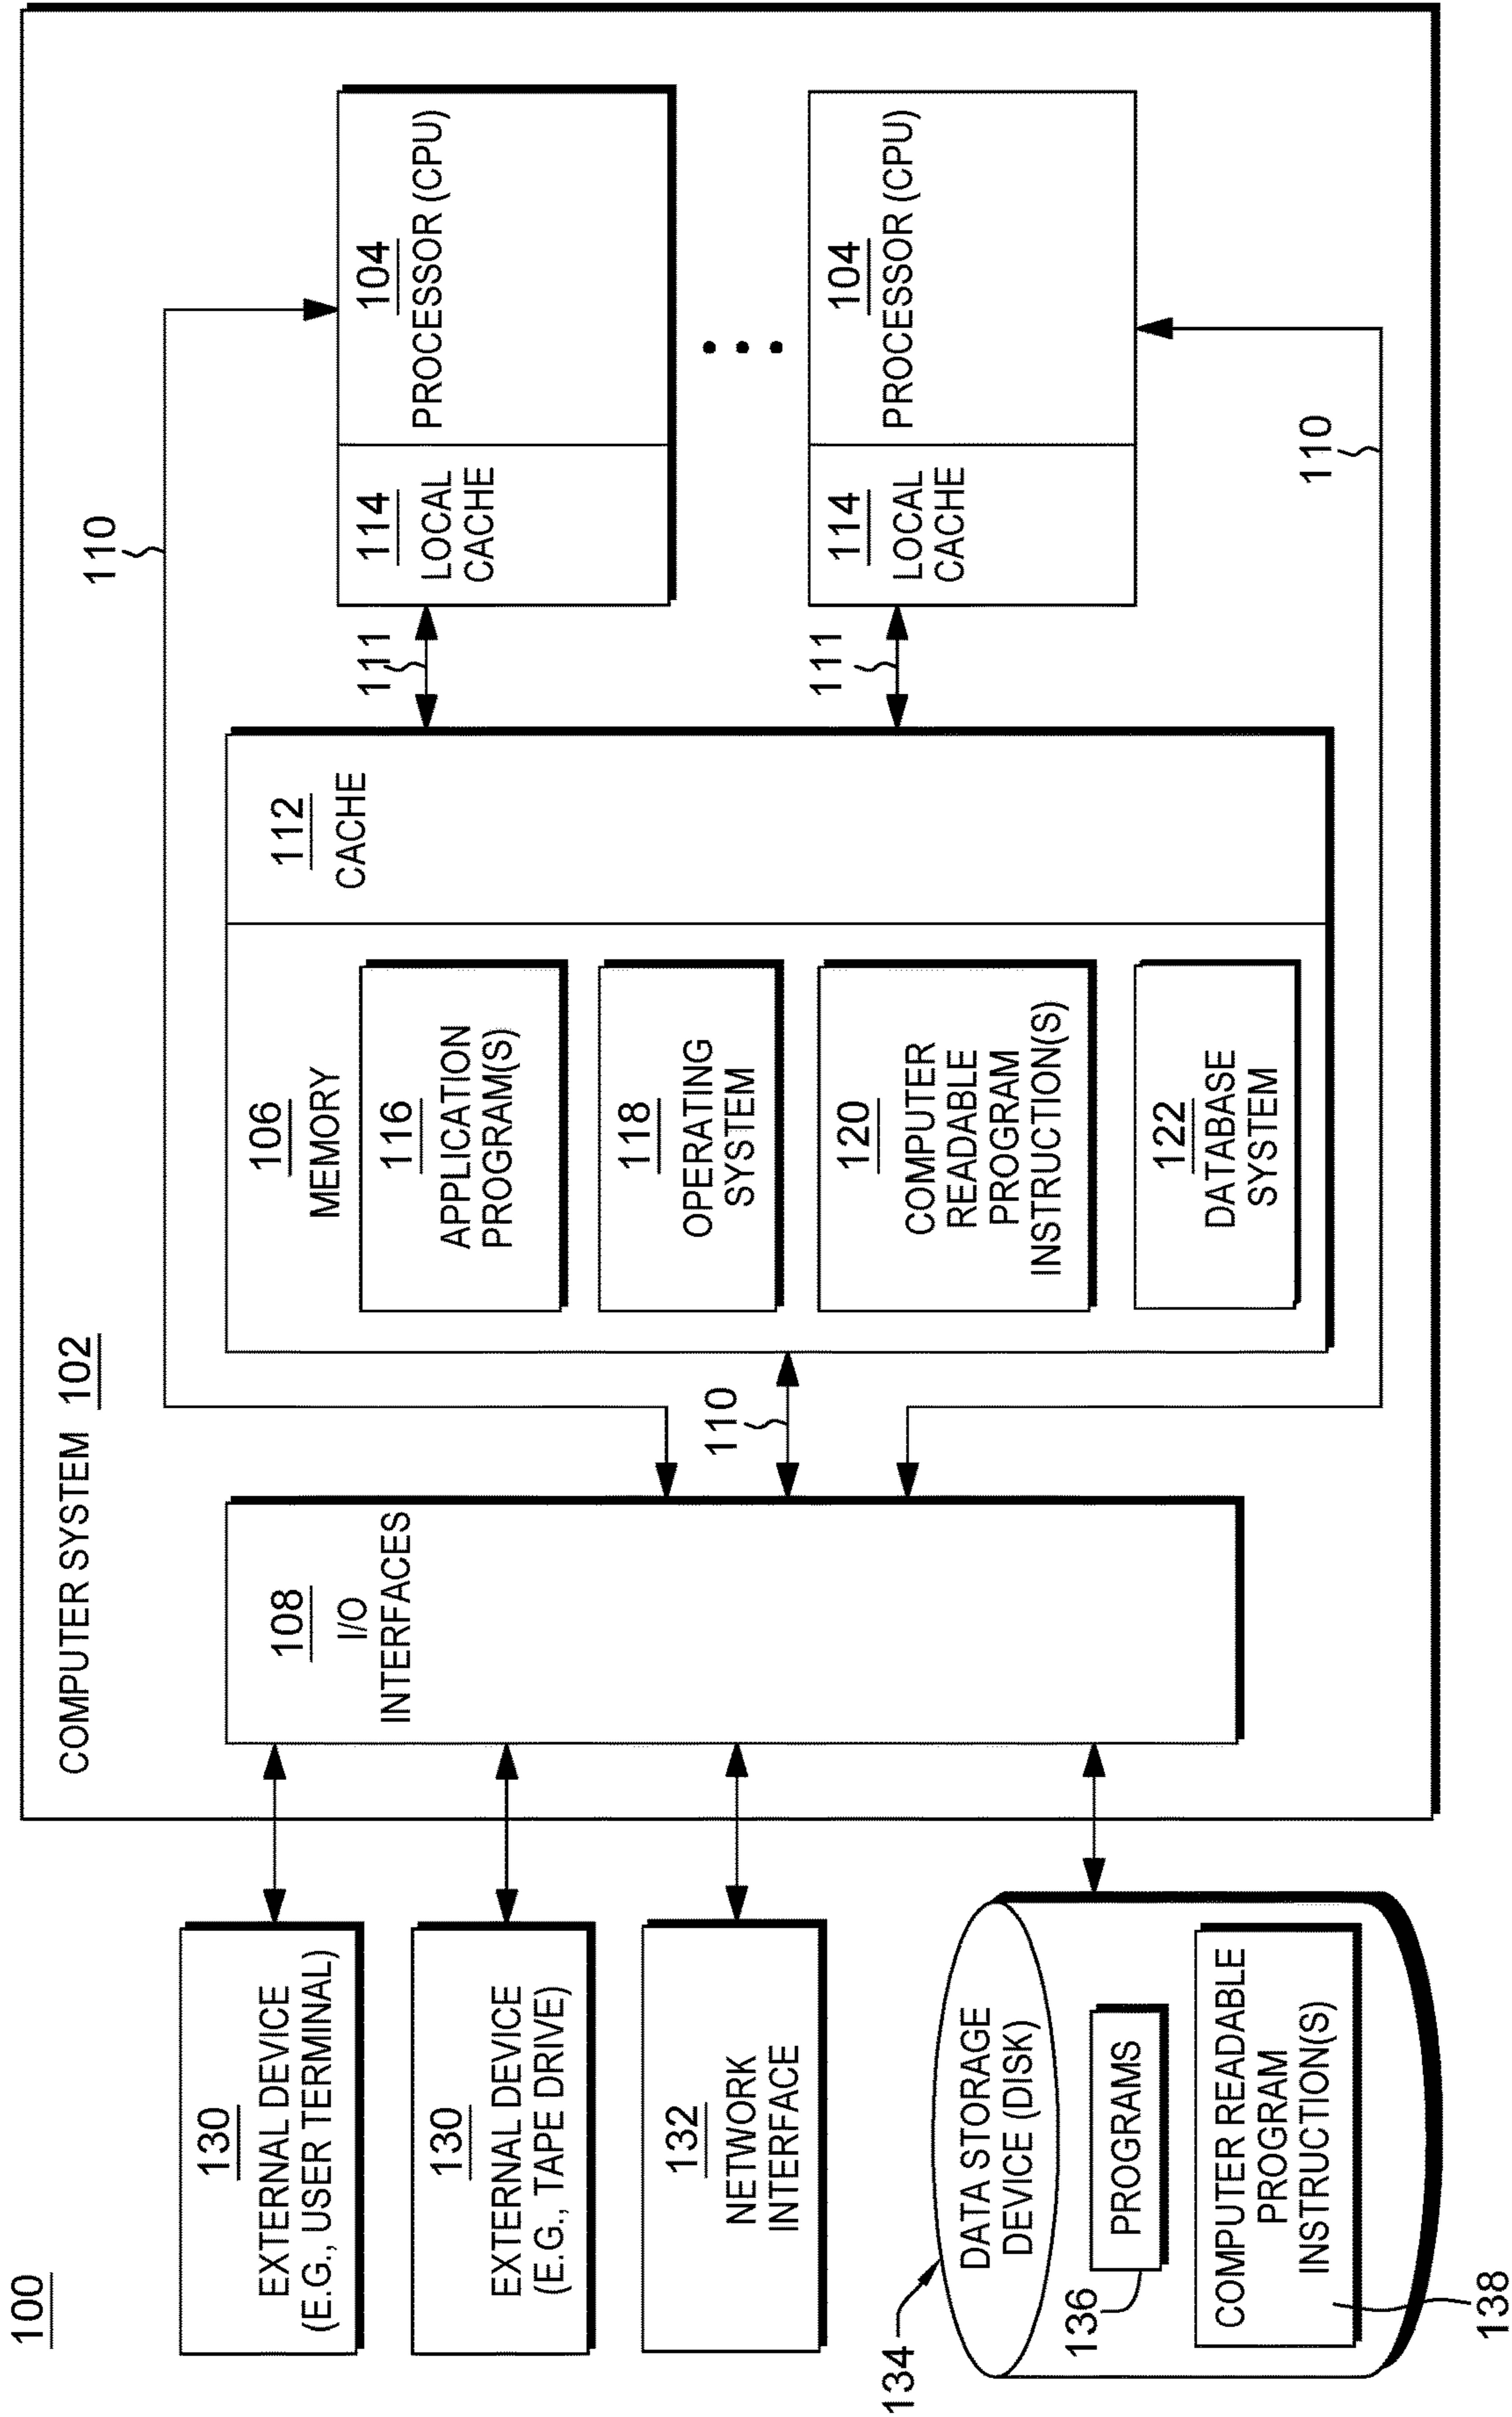 100
COMPUTER SYSTEM 102
130
EXTERNAL DEVICE
(E.G., USER TERMINAL)
130
EXTERNAL DEVICE
(E.G., TAPE DRIVE)
132
NETWORK
INTERFACE
134
DATA STORAGE
DEVICE (DISK)
136
PROGRAMS
COMPUTER READABLE
PROGRAM
INSTRUCTION(S)
138
108
I/O
INTERFACES
110
110
110
106
MEMORY
116
APPLICATION
PROGRAM(S)
118
OPERATING
SYSTEM
120
COMPUTER
READABLE
PROGRAM
INSTRUCTION(S)
122
DATABASE
SYSTEM
112
CACHE
111
111
114
LOCAL
CACHE
104
PROCESSOR (CPU)
114
LOCAL
CACHE
104
PROCESSOR (CPU)